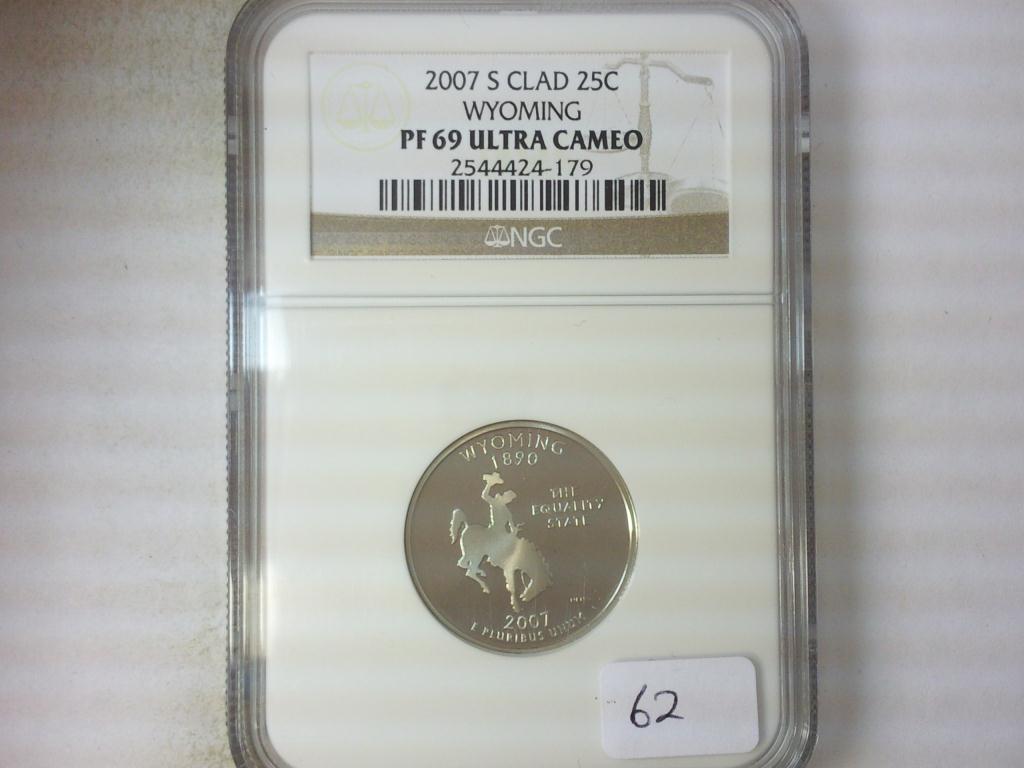 2007 S CLAD 25C
WYOMING
PF 69 ULTRA CAMEO
2544424-179
NGC
WYOMING
1890
THE
EQUALITY
STATE
2007
E PLURIBUS UNUM
62